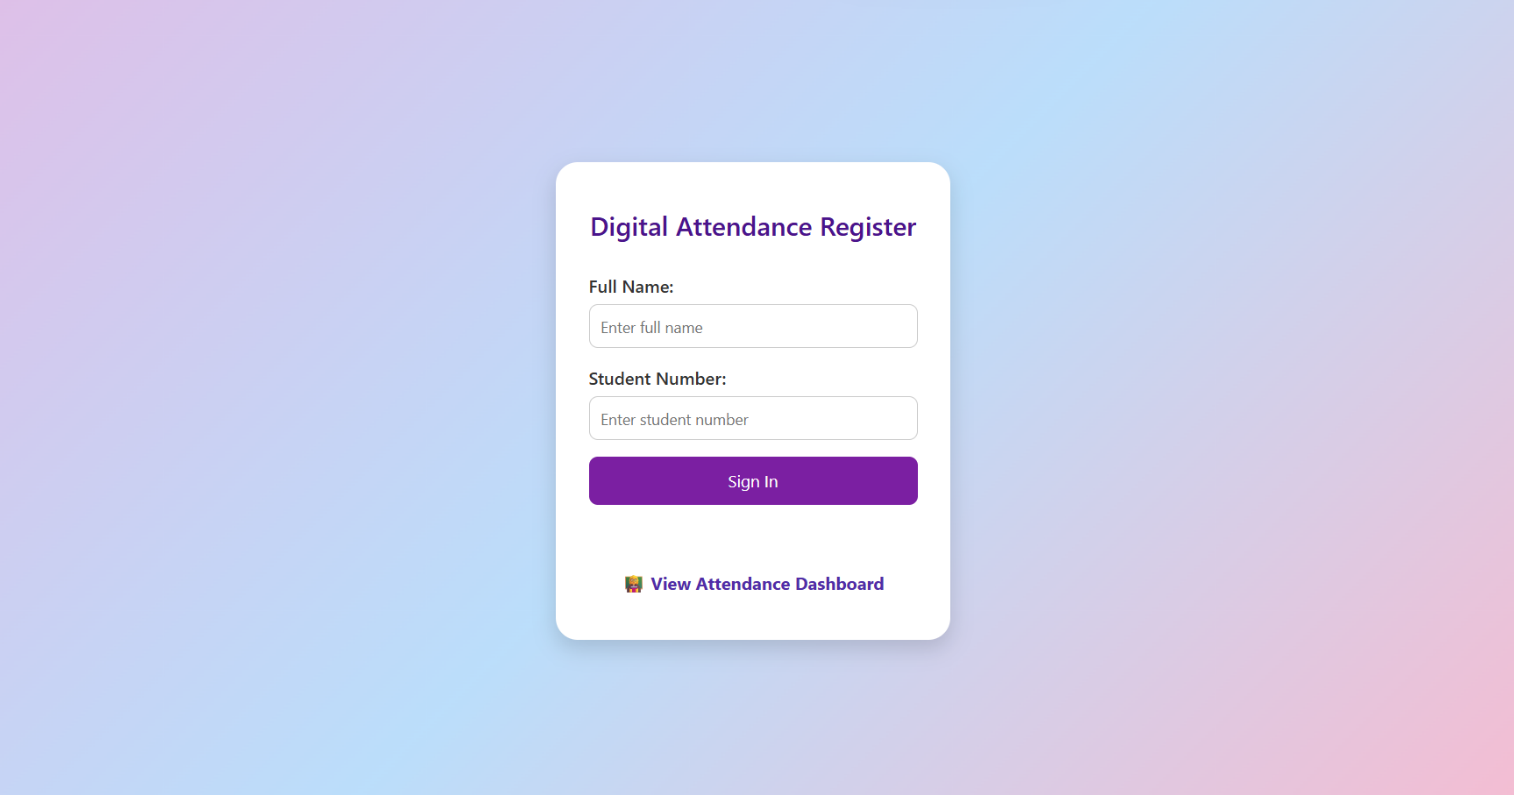 Digital Attendance Register
Full Name:
Enter full name
Student Number:
Enter student number
Sign In
View Attendance Dashboard